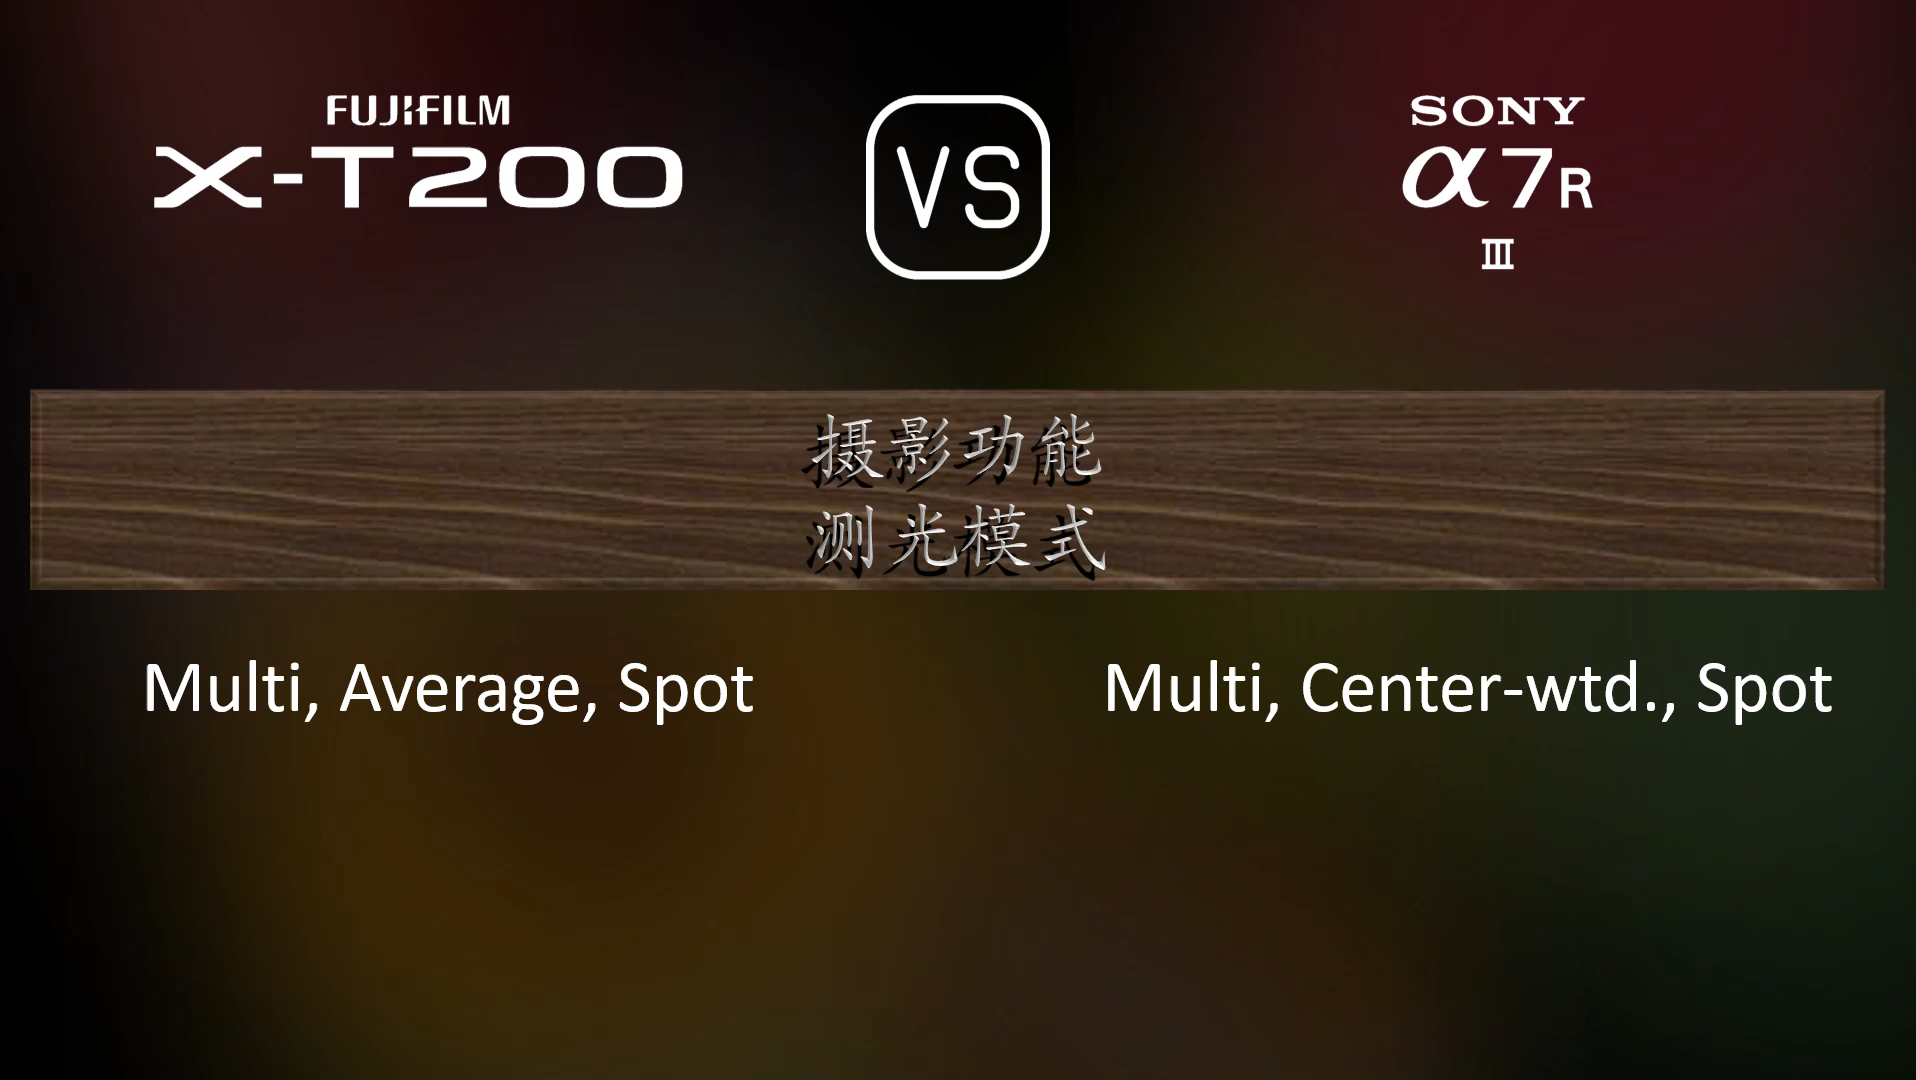 FUJIFILM
X-T200
VS
SONY
α7R
III
摄影功能
测光模式
Multi, Average, Spot
Multi, Center-wtd., Spot